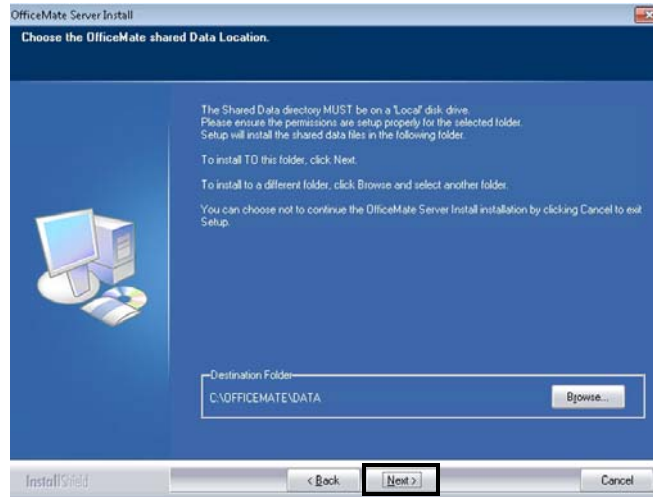 OfficeMate Server Install
Choose the OfficeMate shared Data Location.
The Shared Data directory MUST be on a 'Local' disk drive.
Please ensure the permissions are setup properly for the selected folder.
Setup will install the shared data files in the following folder.
To install TO this folder, click Next.
To install to a different folder, click Browse and select another folder.
You can choose not to continue the OfficeMate Server Install installation by clicking Cancel to exit
Setup.
Destination Folder
C:\OFFICEMATE\DATA
Browse...
InstallShield
< Back
Next >
Cancel